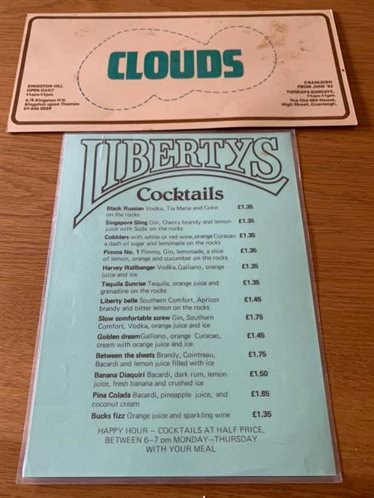 CLOUDS
KINGSTON HILL
OPEN DAILY
11am-11pm
6/8 Kingston Hill
Kingston upon Thames
CRANLEIGH
FROM JUNE '83
TUESDAYS-SUNDAYS,
11am-11pm
The Old Mill House,
High Street, Cranleigh.
LIBERTYS
Cocktails
Black Russian Vodka, Tia Maria and Coke £1.35
on the rocks
Singapore Sling Gin, Cherry brandy and lemon £1.35
juice with Soda on the rocks
Cobblers with white or red wine, orange Curacao £1.35
a dash of sugar and lemonade on the rocks
Pimms No. 1 Pimms, Gin, lemonade, a slice £1.35
of lemon, orange and cucumber on the rocks
Harvey Wallbanger Vodka, Galliano, orange £1.35
juice and ice
Tequila Sunrise Tequila, orange juice and £1.35
grenadine on the rocks
Liberty belle Southern Comfort, Apricot £1.45
brandy and bitter lemon on the rocks
Slow comfortable screw Gin, Southern £1.75
Comfort, Vodka, orange juice and ice
Golden dream Galliano, orange Curacao, £1.45
cream with orange juice and ice
Between the sheets Brandy, Cointreau, £1.75
Bacardi and lemon juice filled with ice
Banana Diaquiri Bacardi, dark rum, lemon £1.50
juice, fresh banana and crushed ice
Pina Colada Bacardi, pineapple juice, and £1.85
coconut cream
Bucks fizz Orange juice and sparkling wine £1.35
HAPPY HOUR — COCKTAILS AT HALF PRICE,
BETWEEN 6–7 pm MONDAY–THURSDAY
WITH YOUR MEAL